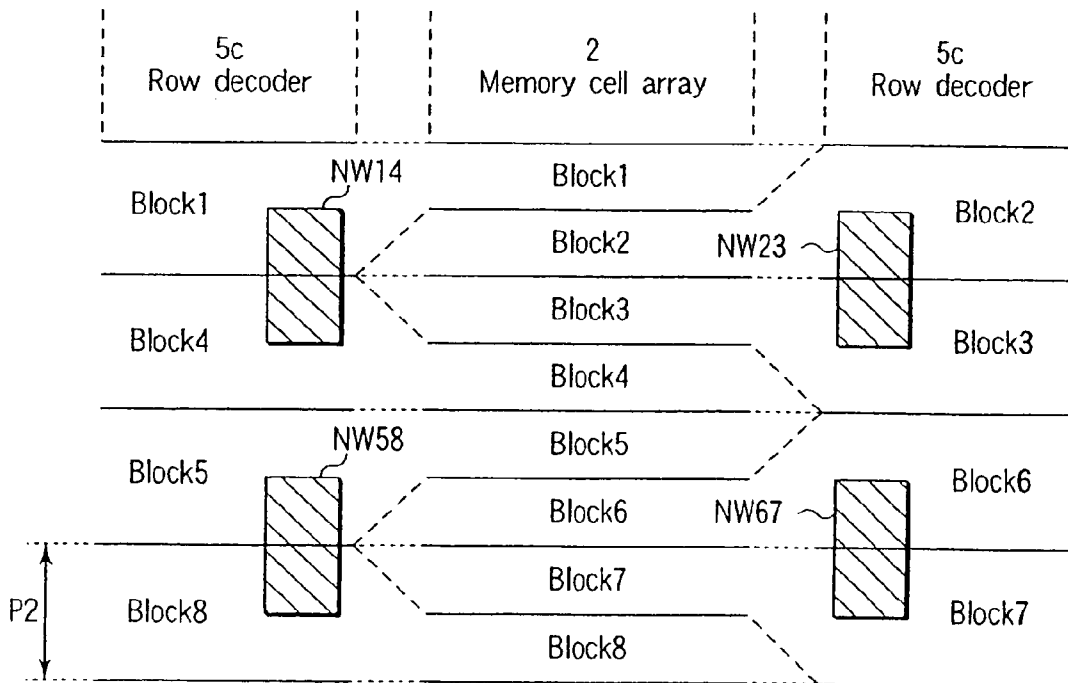 5c
Row decoder
2
Memory cell array
5c
Row decoder
NW14
Block1
Block1
Block2
Block2
NW23
Block3
Block4
Block3
Block4
NW58
Block5
Block5
Block6
Block6
NW67
Block7
P2
Block8
Block7
Block8